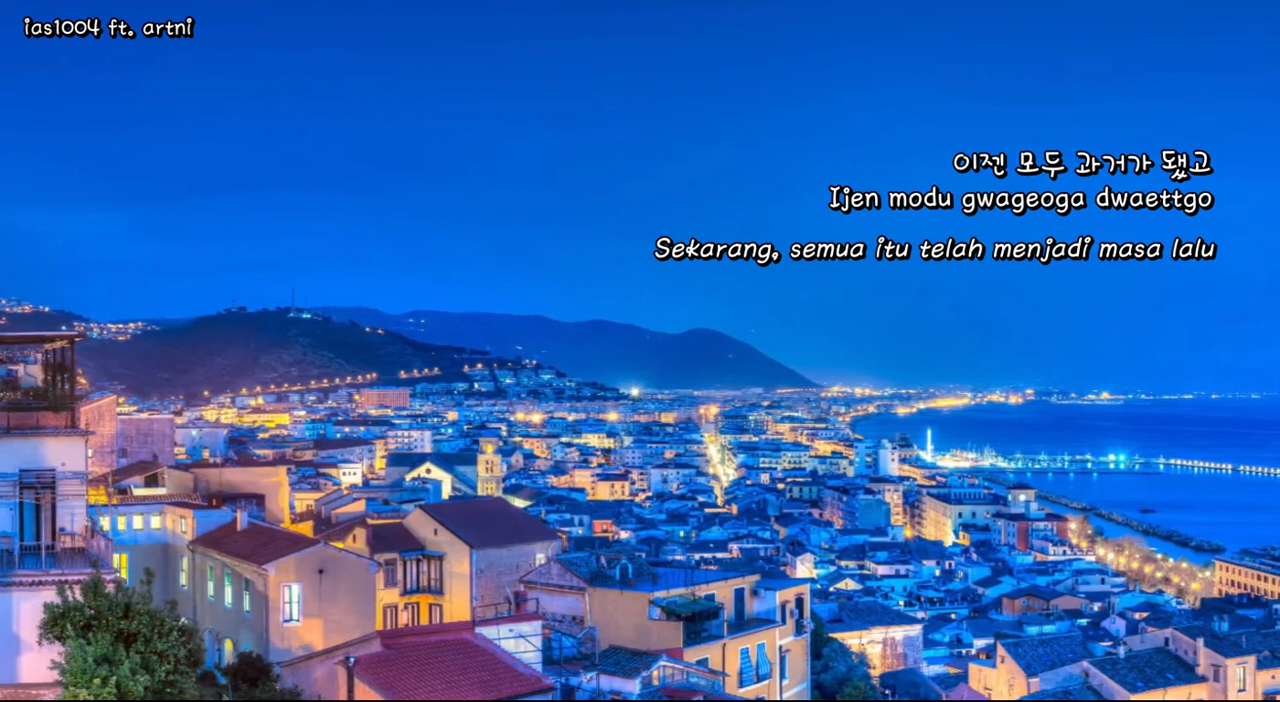 ias1004 ft. artni
이젠 모두 과거가 됐고
Ijen modu gwageoga dwaettgo
Sekarang, semua itu telah menjadi masa lalu